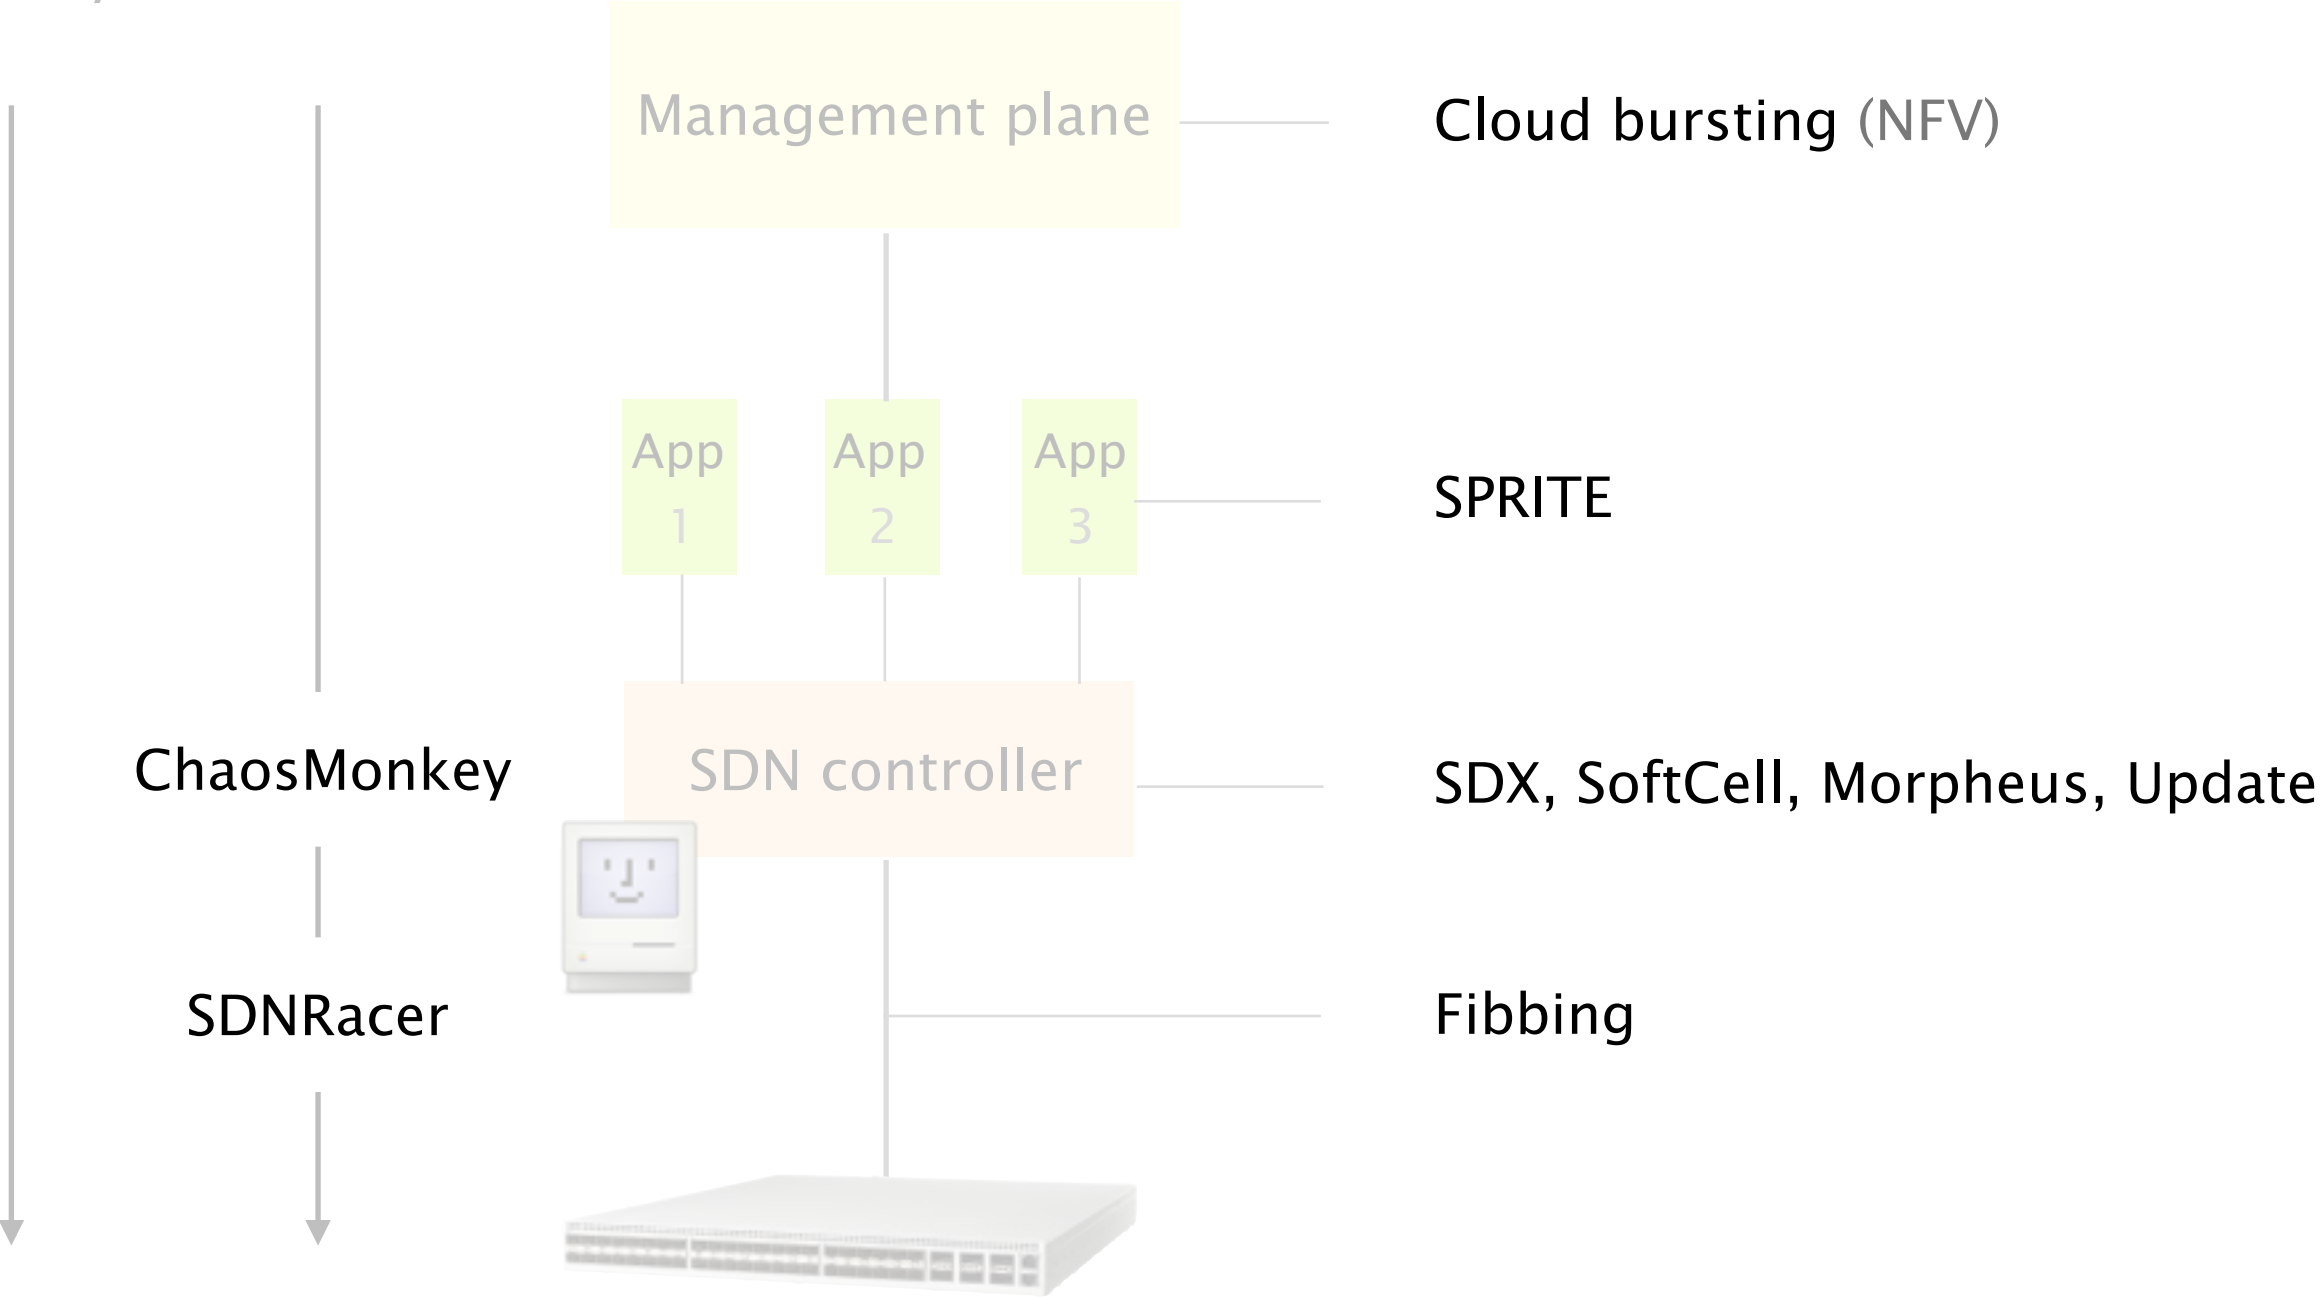 Management plane
Cloud bursting (NFV)
App
1
App
2
App
3
SPRITE
ChaosMonkey
SDN controller
SDX, SoftCell, Morpheus, Update
SDNRacer
Fibbing